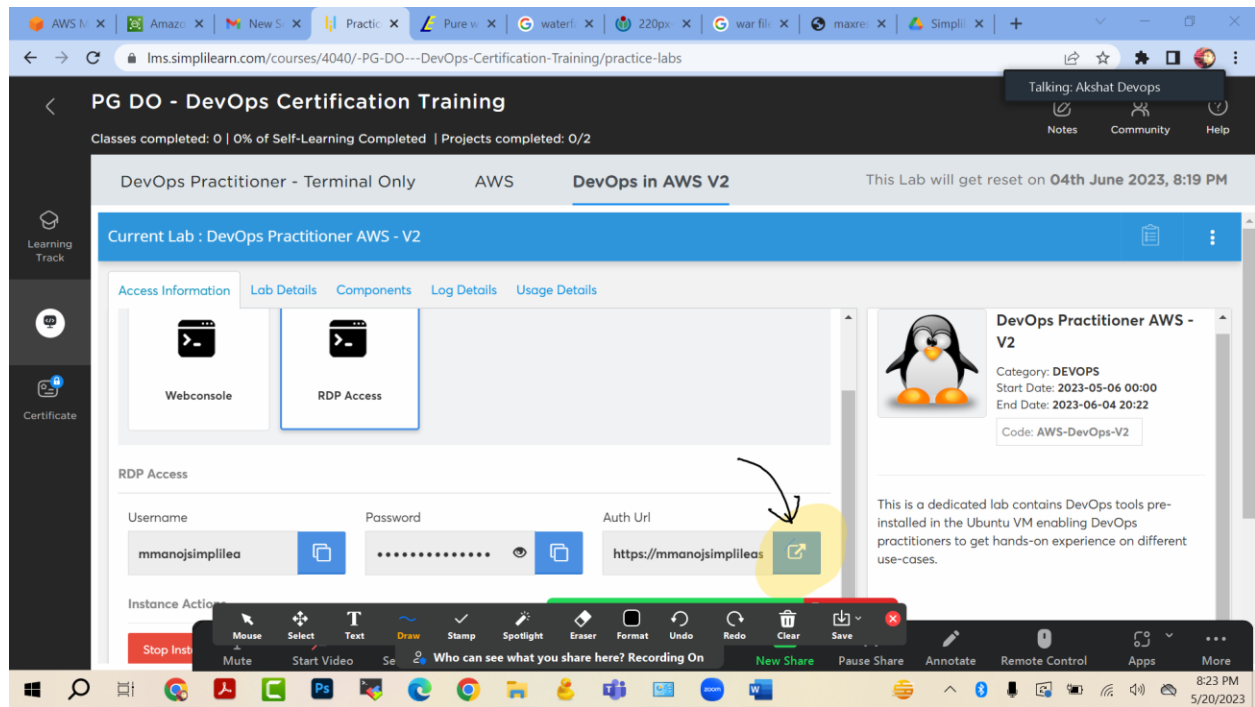 AWS M
Amazo
New S
Practic
Pure w
waterf
220px
war fil
maxre
Simplil
lms.simplilearn.com/courses/4040/-PG-DO---DevOps-Certification-Training/practice-labs
Talking: Akshat Devops
PG DO - DevOps Certification Training
Notes Community Help
Classes completed: 0 | 0% of Self-Learning Completed | Projects completed: 0/2
DevOps Practitioner - Terminal Only AWS DevOps in AWS V2 This Lab will get reset on 04th June 2023, 8:19 PM
Learning
Track
Certificate
Current Lab : DevOps Practitioner AWS - V2
Access Information Lab Details Components Log Details Usage Details
Webconsole RDP Access
RDP Access
Username Password Auth Url
mmanojsimplilea •••••••••••••• https://mmanojsimplileas
Instance Actions
Stop Inst
DevOps Practitioner AWS -
V2
Category: DEVOPS
Start Date: 2023-05-06 00:00
End Date: 2023-06-04 20:22
Code: AWS-DevOps-V2
This is a dedicated lab contains DevOps tools pre-
installed in the Ubuntu VM enabling DevOps
practitioners to get hands-on experience on different
use-cases.
Mouse Select Text Draw Stamp Spotlight Eraser Format Undo Redo Clear Save
Who can see what you share here? Recording On
Mute Start Video Se New Share Pause Share Annotate Remote Control Apps More
8:23 PM
5/20/2023